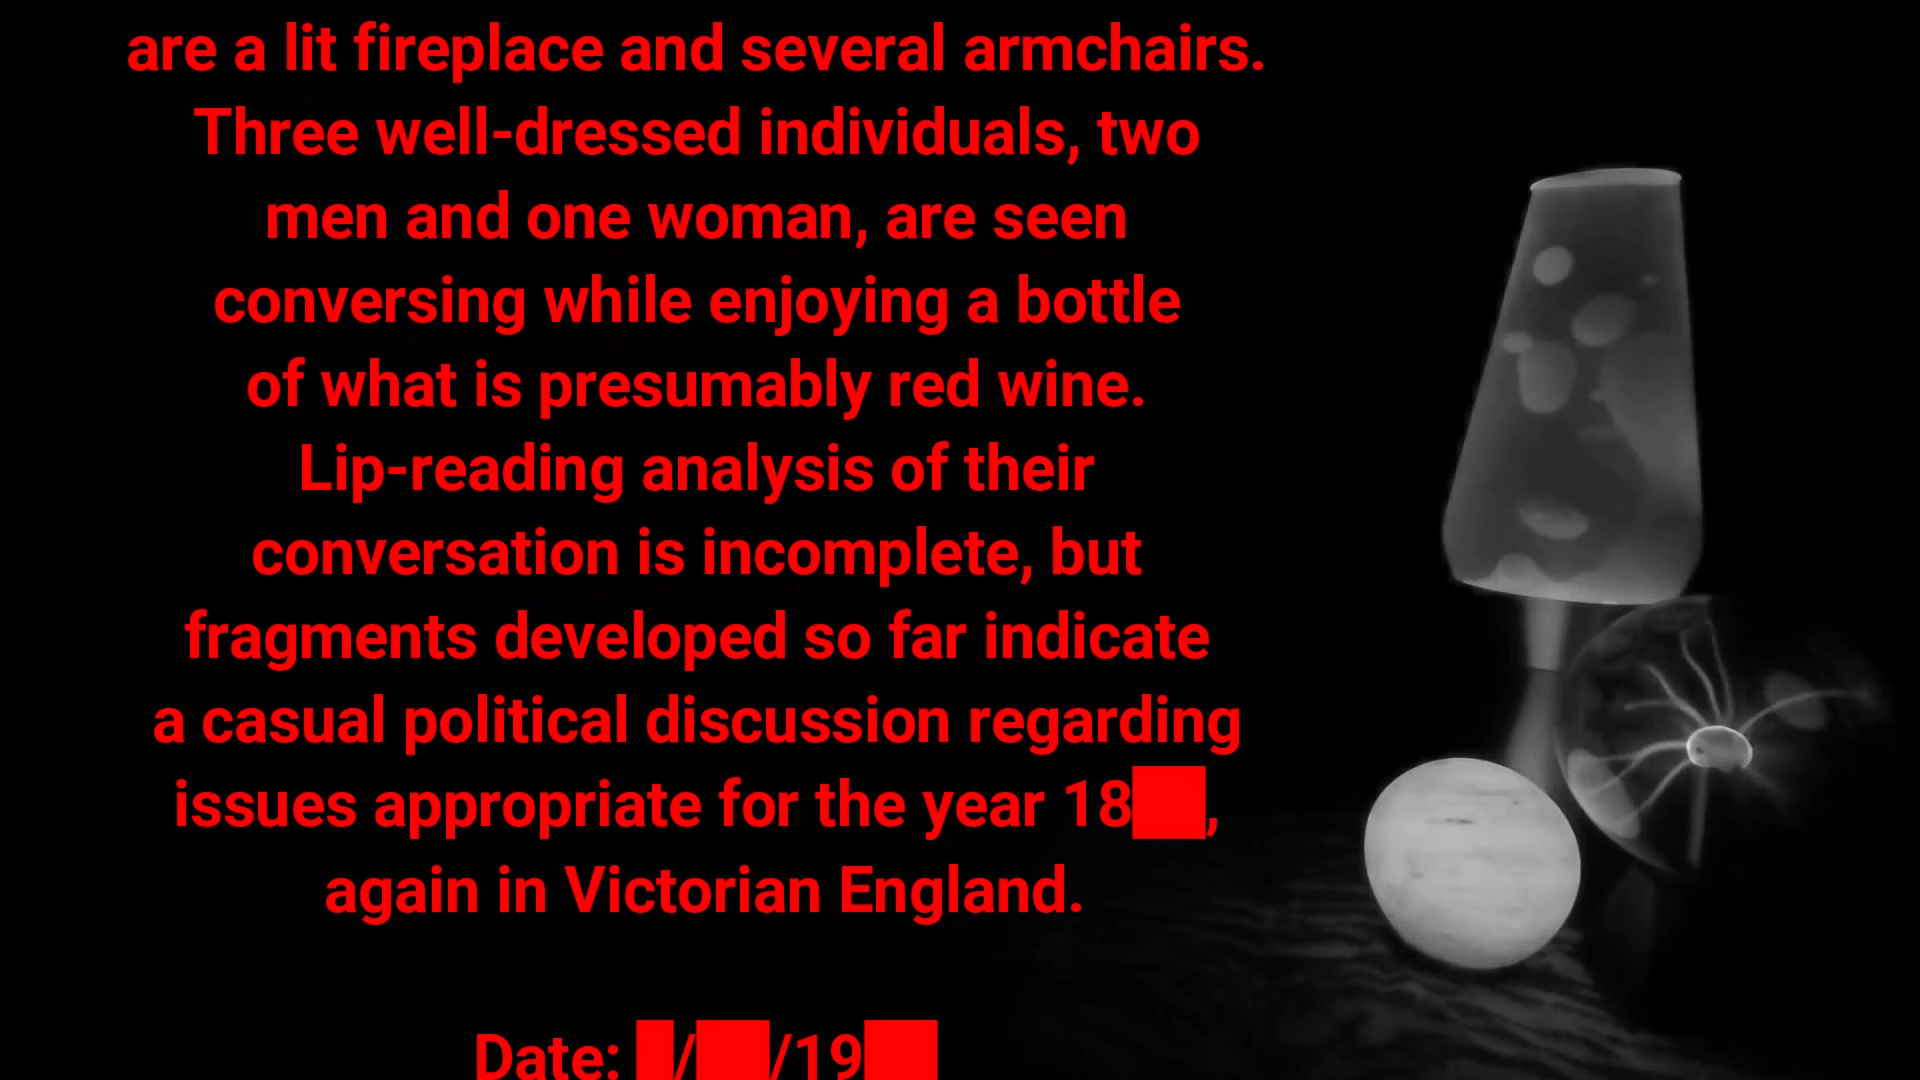 are a lit fireplace and several armchairs.
Three well-dressed individuals, two
men and one woman, are seen
conversing while enjoying a bottle
of what is presumably red wine.
Lip-reading analysis of their
conversation is incomplete, but
fragments developed so far indicate
a casual political discussion regarding
issues appropriate for the year 18██,
again in Victorian England.
Date: █/██/19██